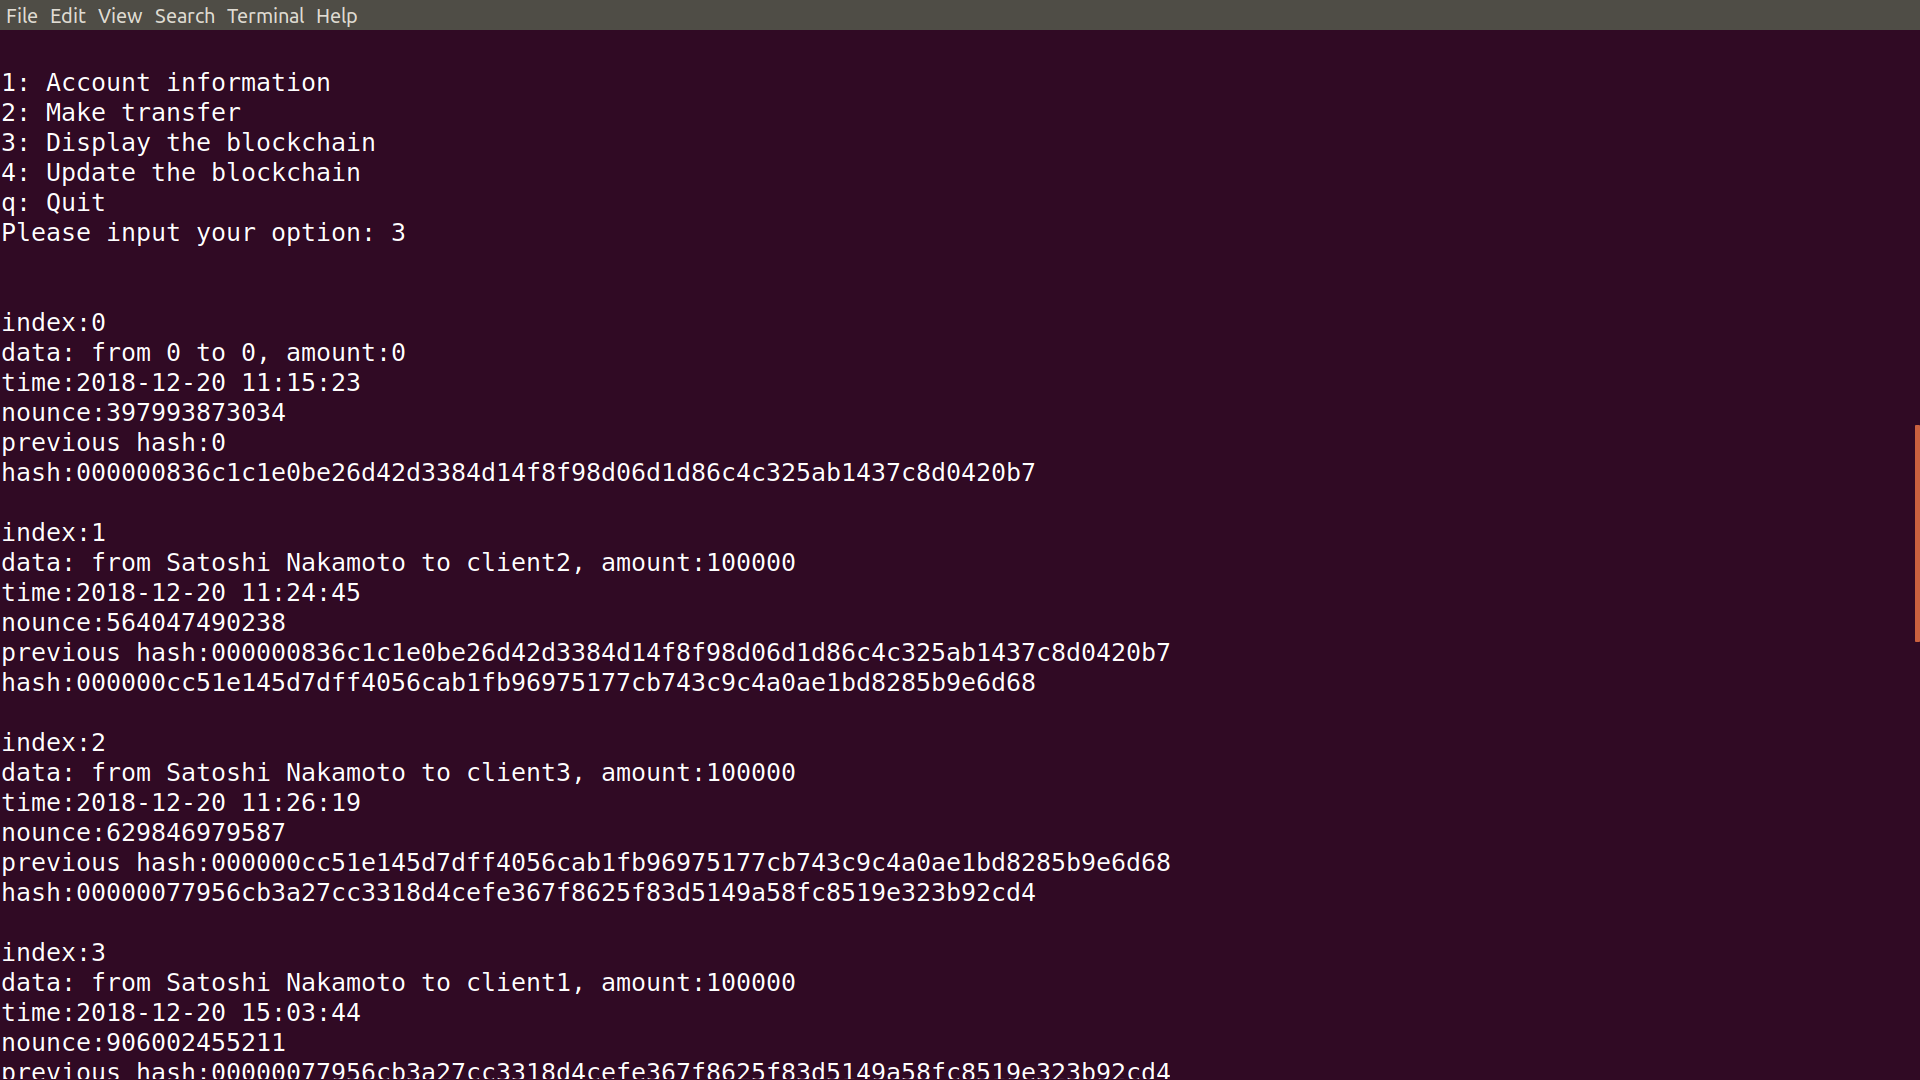 File Edit View Search Terminal Help
1: Account information
2: Make transfer
3: Display the blockchain
4: Update the blockchain
q: Quit
Please input your option: 3
index:0
data: from 0 to 0, amount:0
time:2018-12-20 11:15:23
nounce:397993873034
previous hash:0
hash:000000836c1c1e0be26d42d3384d14f8f98d06d1d86c4c325ab1437c8d0420b7
index:1
data: from Satoshi Nakamoto to client2, amount:100000
time:2018-12-20 11:24:45
nounce:564047490238
previous hash:000000836c1c1e0be26d42d3384d14f8f98d06d1d86c4c325ab1437c8d0420b7
hash:000000cc51e145d7dff4056cab1fb96975177cb743c9c4a0ae1bd8285b9e6d68
index:2
data: from Satoshi Nakamoto to client3, amount:100000
time:2018-12-20 11:26:19
nounce:629846979587
previous hash:000000cc51e145d7dff4056cab1fb96975177cb743c9c4a0ae1bd8285b9e6d68
hash:00000077956cb3a27cc3318d4cefe367f8625f83d5149a58fc8519e323b92cd4
index:3
data: from Satoshi Nakamoto to client1, amount:100000
time:2018-12-20 15:03:44
nounce:906002455211
previous hash:00000077956cb3a27cc3318d4cefe367f8625f83d5149a58fc8519e323b92cd4